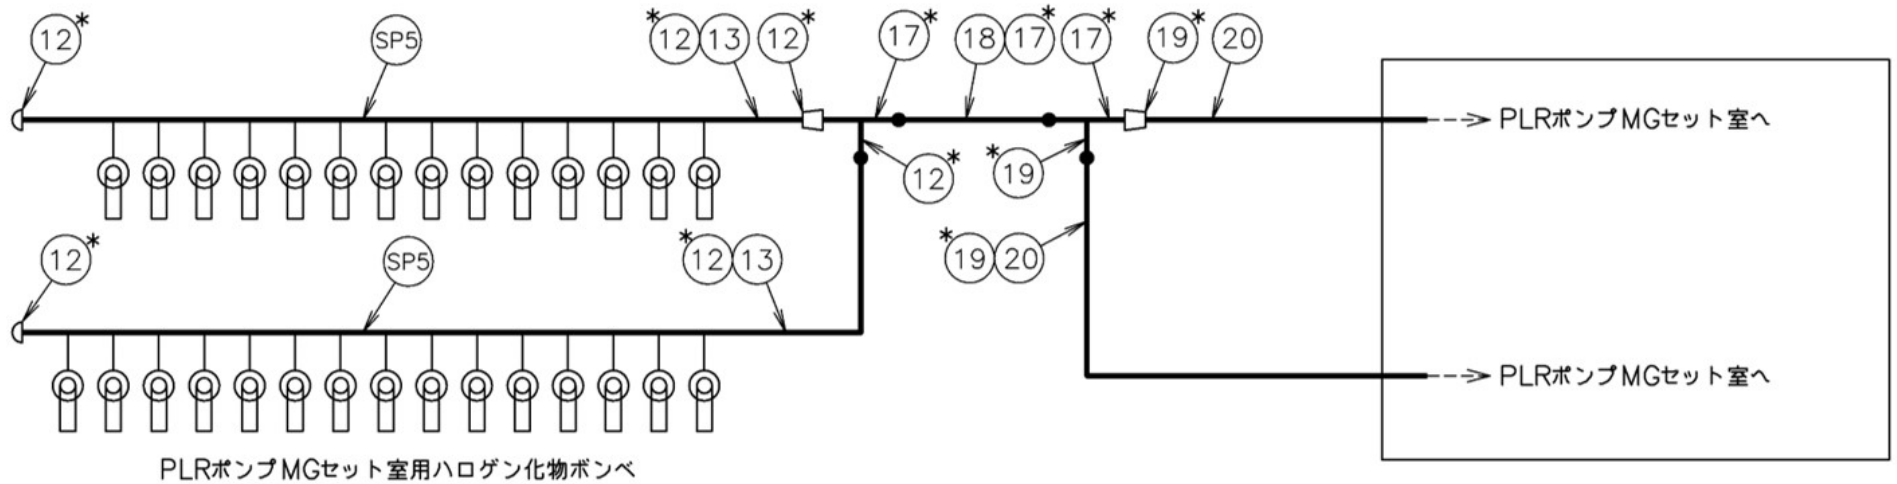 12* SP5 *12 13 12* 17* 18 17* 17* 19* 20
PLRポンプMGセット室へ
12* *19
12* SP5 *12 13 *19 20
PLRポンプMGセット室へ
PLRポンプMGセット室用ハロゲン化物ボンベ